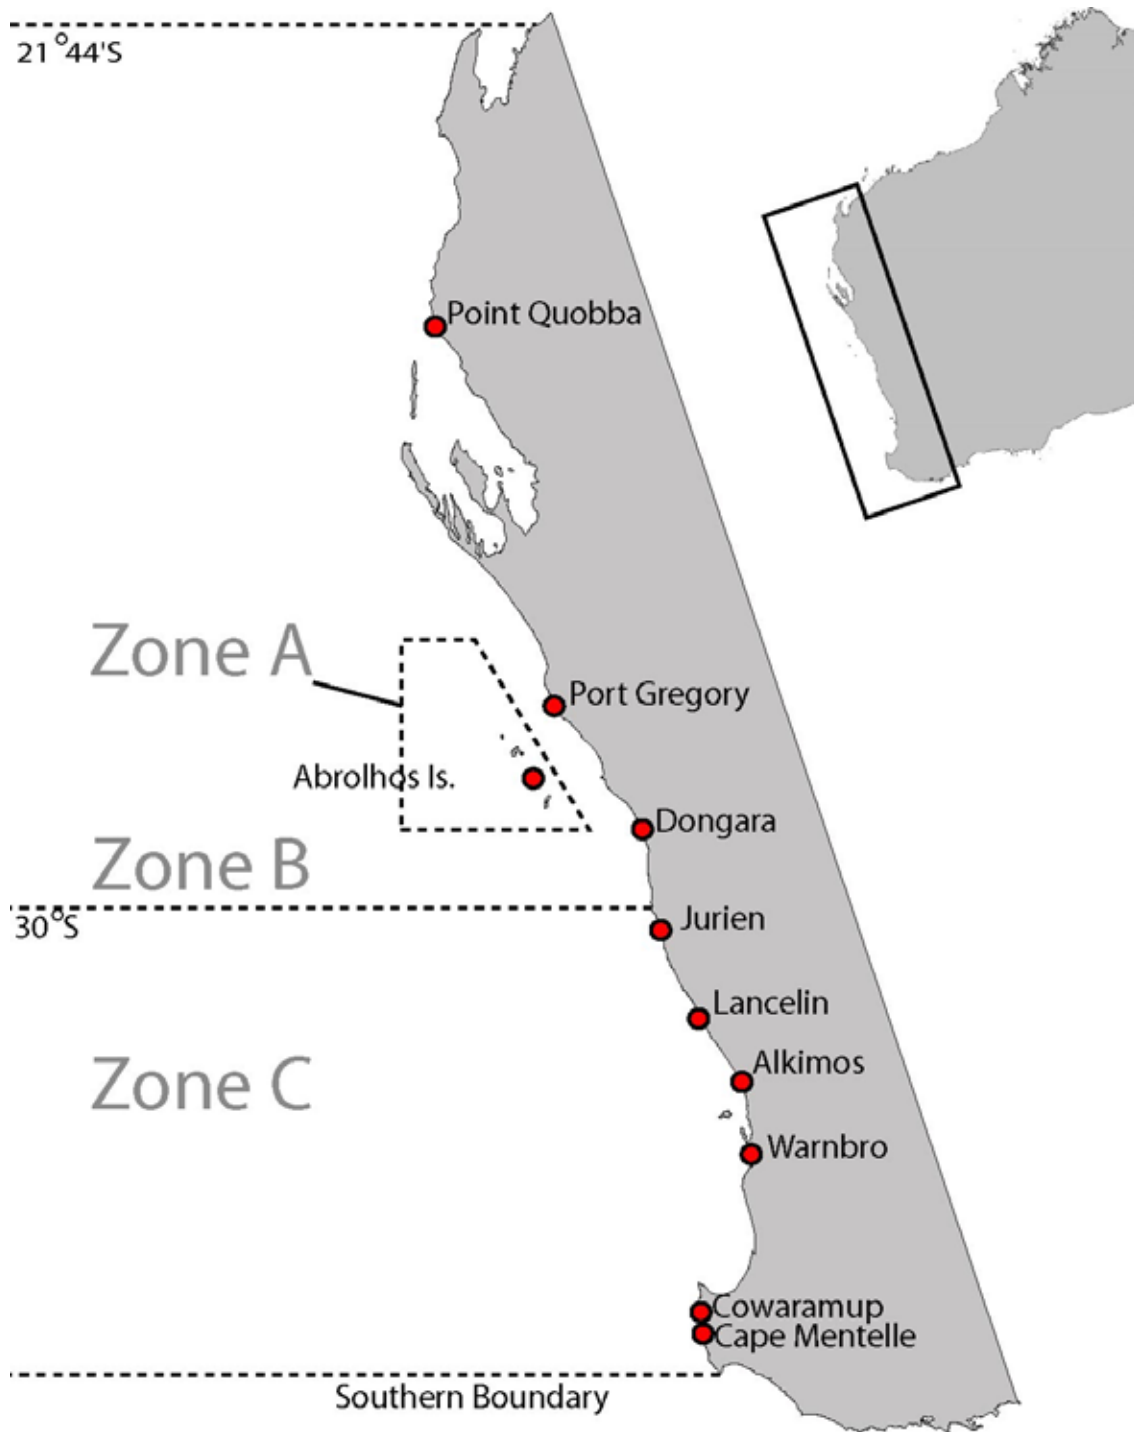 21°44'S
Point Quobba
Zone A
Port Gregory
Abrolhos Is.
Dongara
Zone B
30°S
Jurien
Lancelin
Zone C
Alkimos
Warnbro
Cowaramup
Cape Mentelle
Southern Boundary